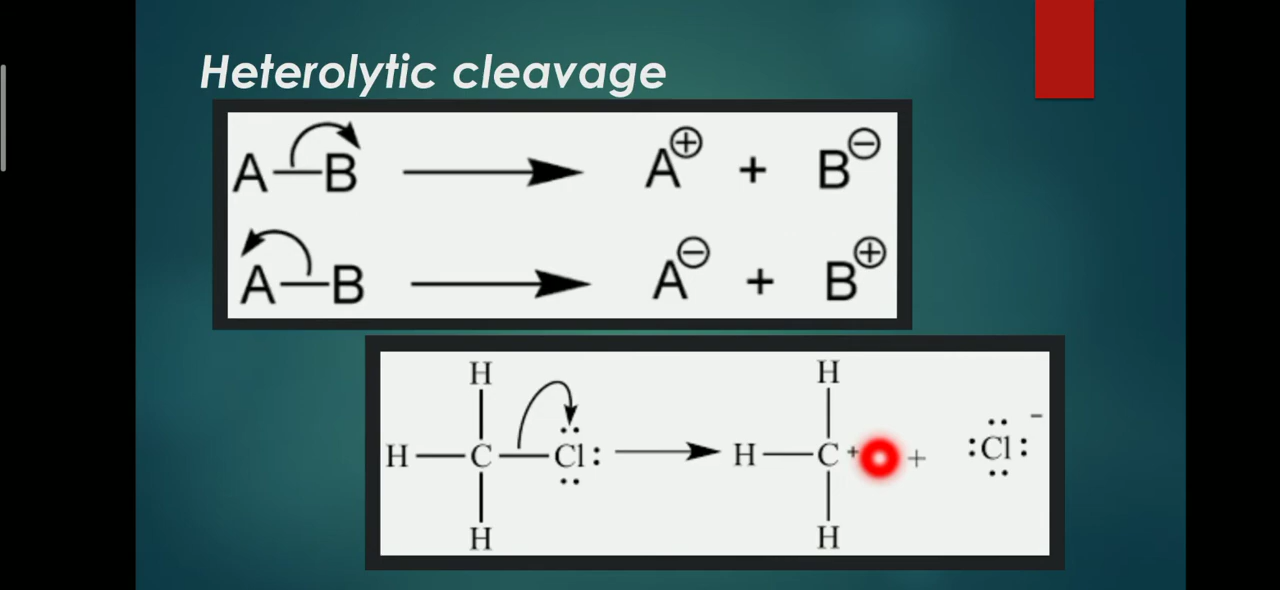 Heterolytic cleavage
A—B ⟶ A⊕ + B⊖
A—B ⟶ A⊖ + B⊕
H H
H—C—Cl: ⟶ H—C+ + :Cl:−
H H